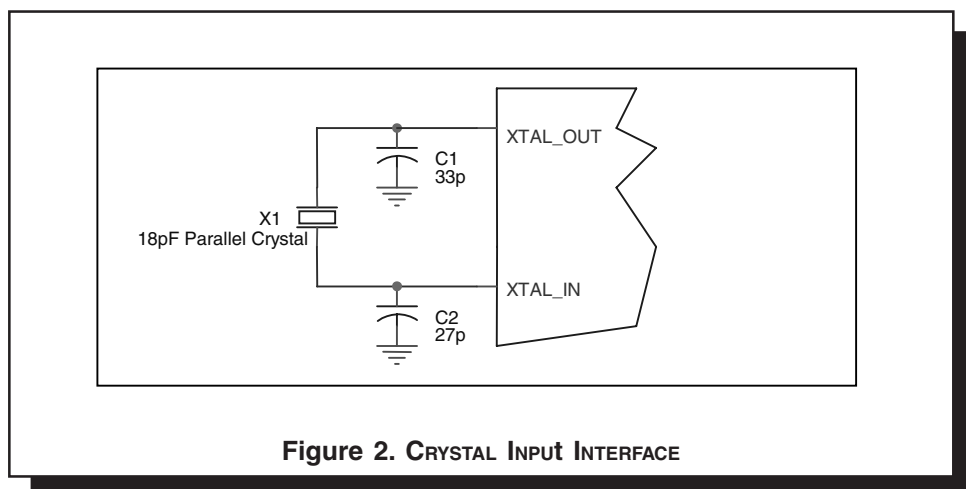 XTAL_OUT
C1
33p
X1
18pF Parallel Crystal
XTAL_IN
C2
27p
Figure 2. CRYSTAL INPUT INTERFACE